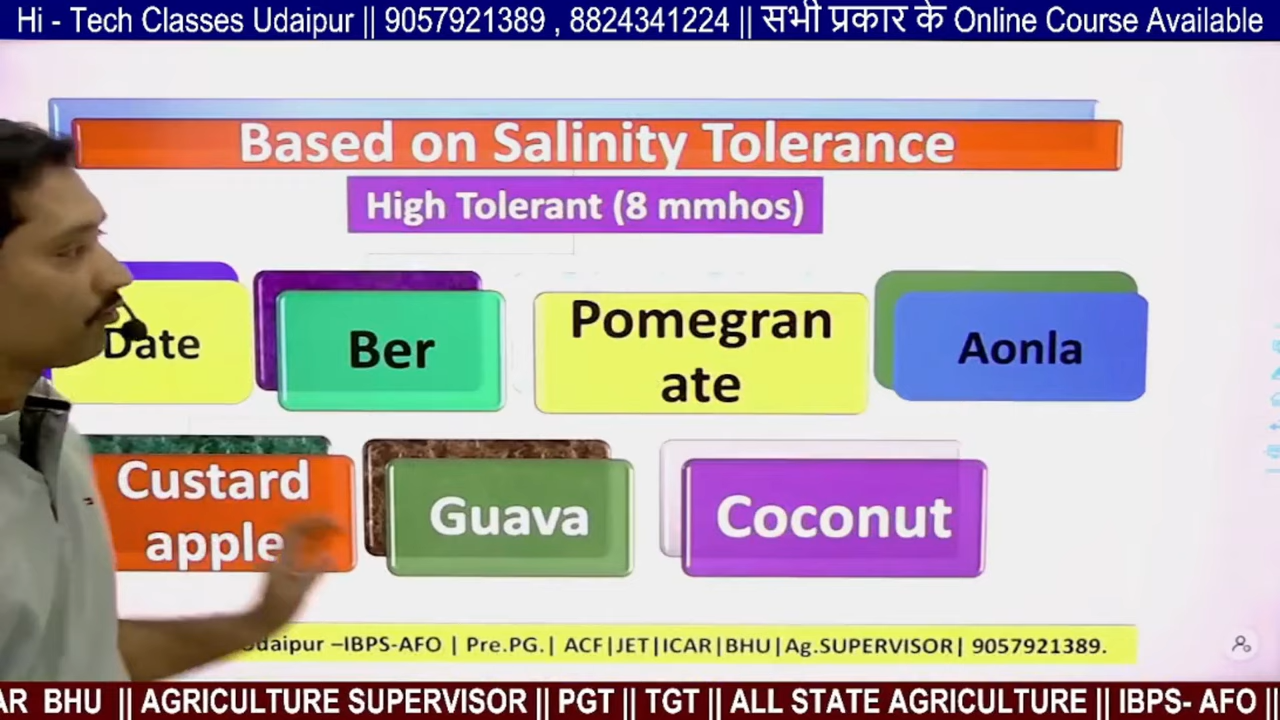 Hi - Tech Classes Udaipur || 9057921389 , 8824341224 || सभी प्रकार के Online Course Available
Based on Salinity Tolerance
High Tolerant (8 mmhos)
Date
Ber
Pomegran
ate
Aonla
Custard
apple
Guava
Coconut
Udaipur –IBPS-AFO | Pre.PG.| ACF|JET|ICAR|BHU|Ag.SUPERVISOR| 9057921389.
AR BHU || AGRICULTURE SUPERVISOR || PGT || TGT || ALL STATE AGRICULTURE || IBPS- AFO ||